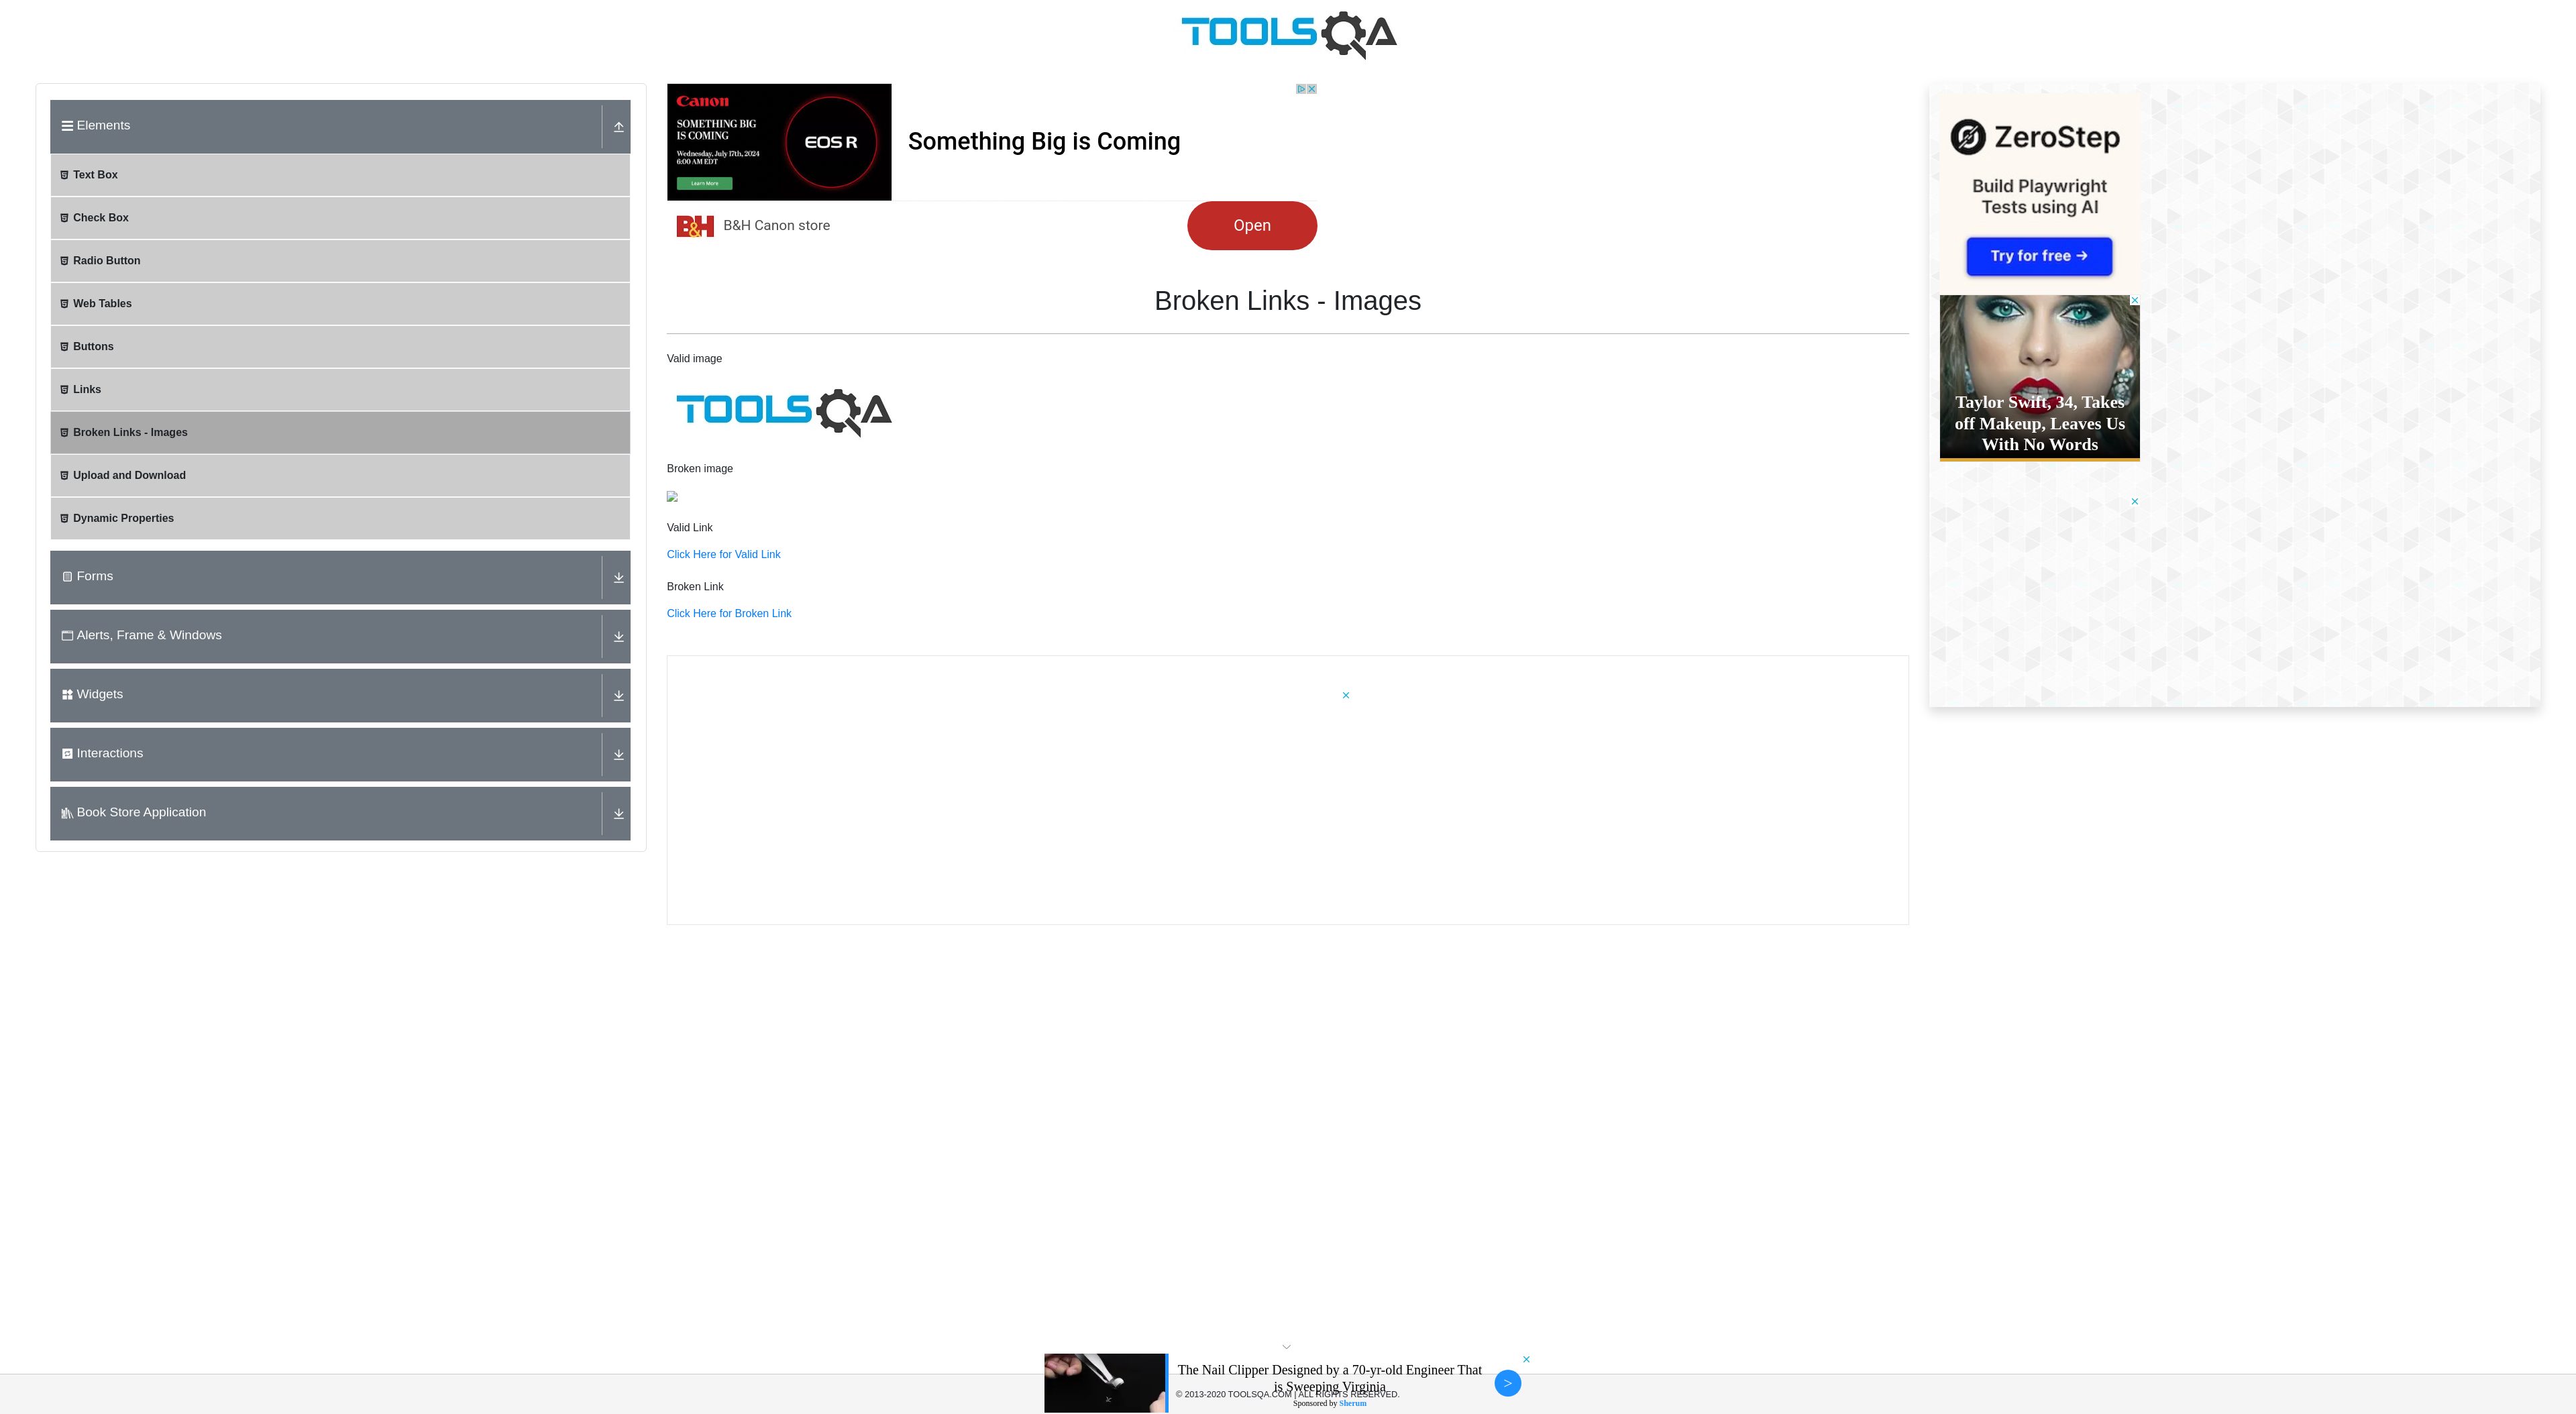 TOOLSQA
Elements
Text Box
Check Box
Radio Button
Web Tables
Buttons
Links
Broken Links - Images
Upload and Download
Dynamic Properties
Forms
Alerts, Frame & Windows
Widgets
Interactions
Book Store Application
Canon
SOMETHING BIG
IS COMING
Wednesday, July 17th, 2024
6:00 AM EDT
Learn More
EOS R
Something Big is Coming
B&H
B&H Canon store
Open
Broken Links - Images
Valid image
TOOLSQA
Broken image
Valid Link
Click Here for Valid Link
Broken Link
Click Here for Broken Link
ZeroStep
Build Playwright
Tests using AI
Try for free →
Taylor Swift, 34, Takes
off Makeup, Leaves Us
With No Words
The Nail Clipper Designed by a 70-yr-old Engineer That
is Sweeping Virginia
© 2013-2020 TOOLSQA.COM | ALL RIGHTS RESERVED.
Sponsored by Sherum